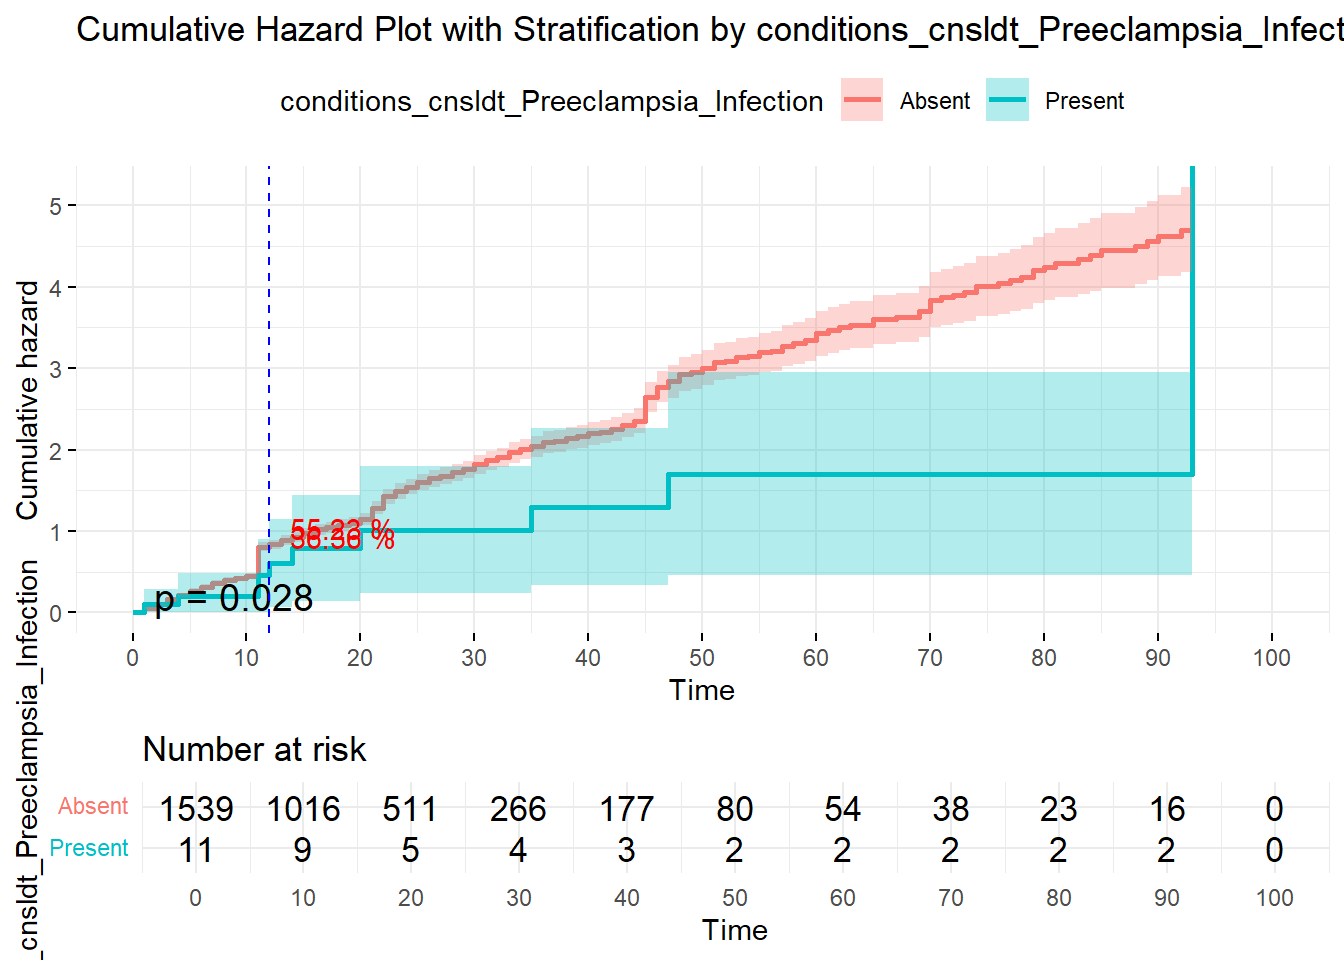 Cumulative Hazard Plot with Stratification by conditions_cnsldt_Preeclampsia_Infect
conditions_cnsldt_Preeclampsia_Infection Absent Present
Cumulative hazard
5
4
3
2
1
0
p = 0.028
0 10 20 30 40 50 60 70 80 90 100
Time
_cnsldt_Preeclampsia_Infection
Number at risk
Absent 1539 1016 511 266 177 80 54 38 23 16 0
Present 11 9 5 4 3 2 2 2 2 2 0
0 10 20 30 40 50 60 70 80 90 100
Time